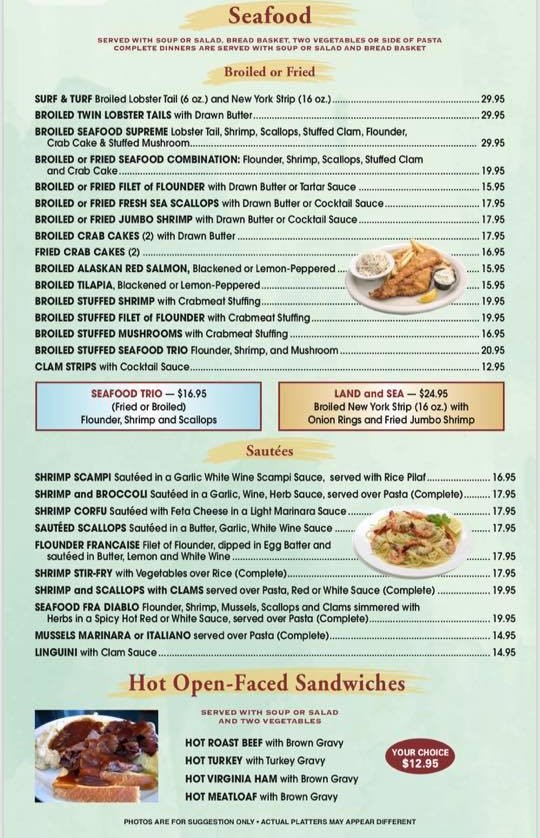 Seafood
SERVED WITH SOUP OR SALAD, BREAD BASKET, TWO VEGETABLES OR SIDE OF PASTA
COMPLETE DINNERS ARE SERVED WITH SOUP OR SALAD AND BREAD BASKET
Broiled or Fried
SURF & TURF Broiled Lobster Tail (6 oz.) and New York Strip (16 oz.) 29.95
BROILED TWIN LOBSTER TAILS with Drawn Butter 29.95
BROILED SEAFOOD SUPREME Lobster Tail, Shrimp, Scallops, Stuffed Clam, Flounder,
Crab Cake & Stuffed Mushroom 29.95
BROILED or FRIED SEAFOOD COMBINATION: Flounder, Shrimp, Scallops, Stuffed Clam
and Crab Cake 19.95
BROILED or FRIED FILET of FLOUNDER with Drawn Butter or Tartar Sauce 15.95
BROILED or FRIED FRESH SEA SCALLOPS with Drawn Butter or Cocktail Sauce 17.95
BROILED or FRIED JUMBO SHRIMP with Drawn Butter or Cocktail Sauce 17.95
BROILED CRAB CAKES (2) with Drawn Butter 17.95
FRIED CRAB CAKES (2) 16.95
BROILED ALASKAN RED SALMON, Blackened or Lemon-Peppered 15.95
BROILED TILAPIA, Blackened or Lemon-Peppered 15.95
BROILED STUFFED SHRIMP with Crabmeat Stuffing 19.95
BROILED STUFFED FILET of FLOUNDER with Crabmeat Stuffing 19.95
BROILED STUFFED MUSHROOMS with Crabmeat Stuffing 16.95
BROILED STUFFED SEAFOOD TRIO Flounder, Shrimp, and Mushroom 20.95
CLAM STRIPS with Cocktail Sauce 12.95
SEAFOOD TRIO — $16.95
(Fried or Broiled)
Flounder, Shrimp and Scallops
LAND and SEA — $24.95
Broiled New York Strip (16 oz.) with
Onion Rings and Fried Jumbo Shrimp
Sautées
SHRIMP SCAMPI Sautéed in a Garlic White Wine Scampi Sauce, served with Rice Pilaf 16.95
SHRIMP and BROCCOLI Sautéed in a Garlic, Wine, Herb Sauce, served over Pasta (Complete) 17.95
SHRIMP CORFU Sautéed with Feta Cheese in a Light Marinara Sauce 17.95
SAUTÉED SCALLOPS Sautéed in a Butter, Garlic, White Wine Sauce 17.95
FLOUNDER FRANCAISE Filet of Flounder, dipped in Egg Batter and
sautéed in Butter, Lemon and White Wine 17.95
SHRIMP STIR-FRY with Vegetables over Rice (Complete) 17.95
SHRIMP and SCALLOPS with CLAMS served over Pasta, Red or White Sauce (Complete) 19.95
SEAFOOD FRA DIABLO Flounder, Shrimp, Mussels, Scallops and Clams simmered with
Herbs in a Spicy Hot Red or White Sauce, served over Pasta (Complete) 19.95
MUSSELS MARINARA or ITALIANO served over Pasta (Complete) 14.95
LINGUINI with Clam Sauce 14.95
Hot Open-Faced Sandwiches
SERVED WITH SOUP OR SALAD
AND TWO VEGETABLES
HOT ROAST BEEF with Brown Gravy
HOT TURKEY with Turkey Gravy
HOT VIRGINIA HAM with Brown Gravy
HOT MEATLOAF with Brown Gravy
YOUR CHOICE
$12.95
PHOTOS ARE FOR SUGGESTION ONLY • ACTUAL PLATTERS MAY APPEAR DIFFERENT